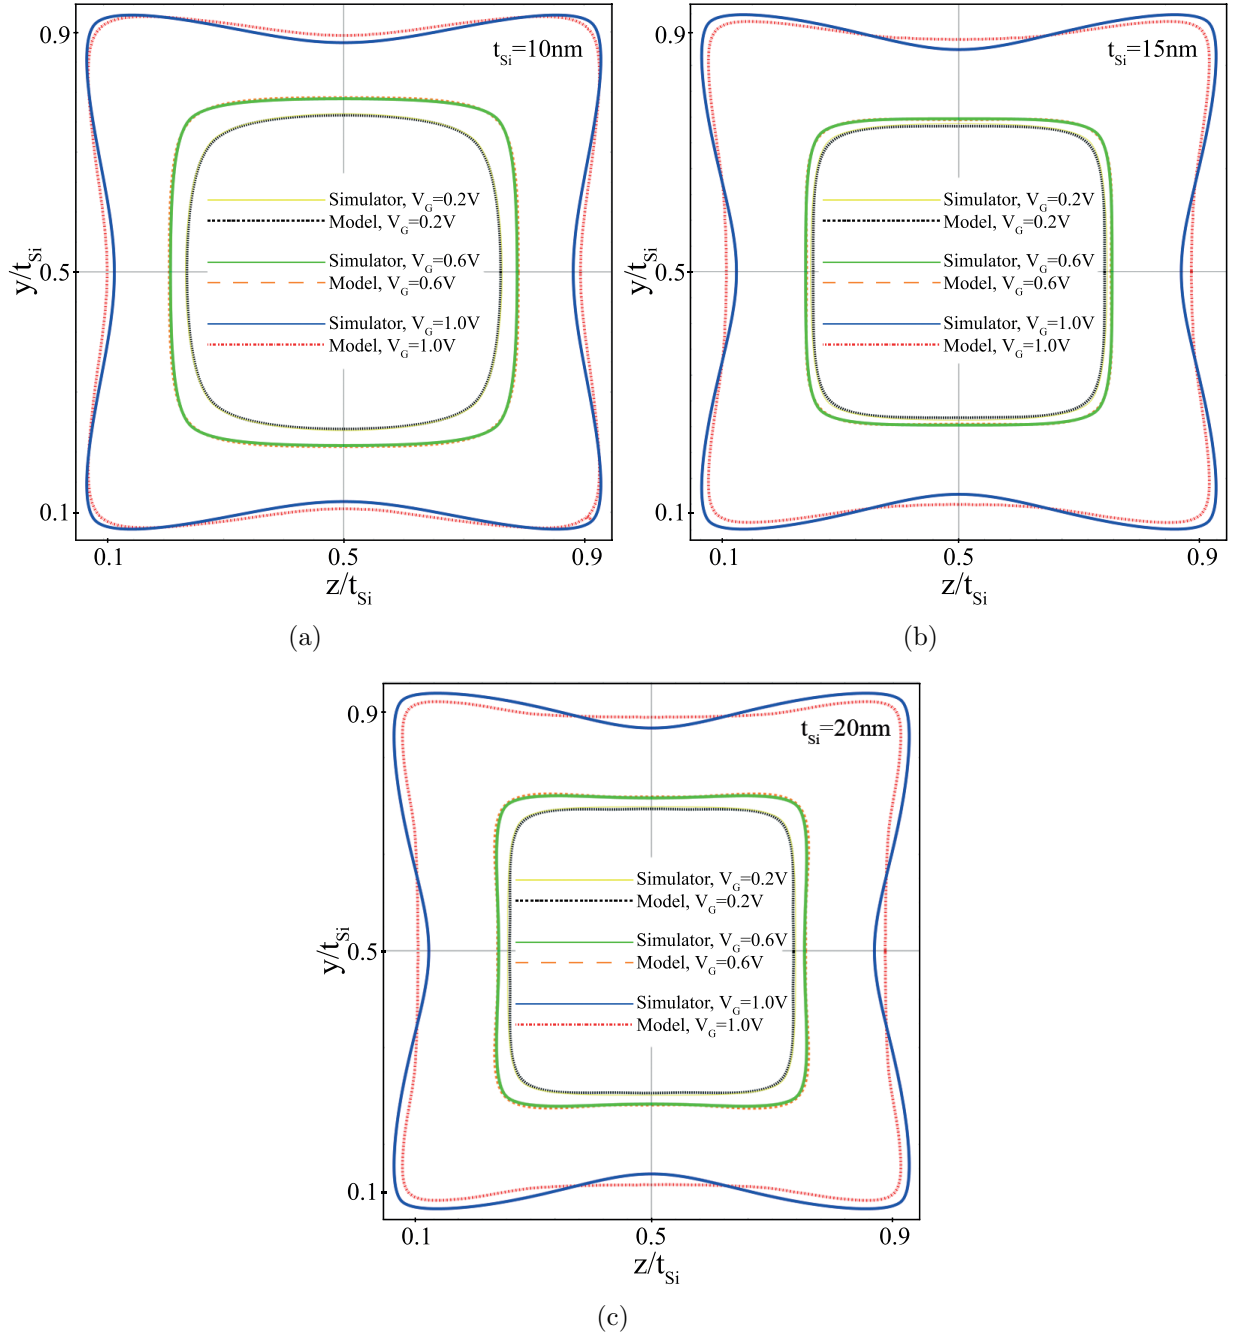 0.9
t_Si=10nm
Simulator, V_G=0.2V
Model, V_G=0.2V
Simulator, V_G=0.6V
Model, V_G=0.6V
Simulator, V_G=1.0V
Model, V_G=1.0V
y/t_Si
0.5
0.1
0.1 0.5 0.9
z/t_Si
(a)
0.9
t_Si=15nm
Simulator, V_G=0.2V
Model, V_G=0.2V
Simulator, V_G=0.6V
Model, V_G=0.6V
Simulator, V_G=1.0V
Model, V_G=1.0V
y/t_Si
0.5
0.1
0.1 0.5 0.9
z/t_Si
(b)
0.9
t_Si=20nm
Simulator, V_G=0.2V
Model, V_G=0.2V
Simulator, V_G=0.6V
Model, V_G=0.6V
Simulator, V_G=1.0V
Model, V_G=1.0V
y/t_Si
0.5
0.1
0.1 0.5 0.9
z/t_Si
(c)